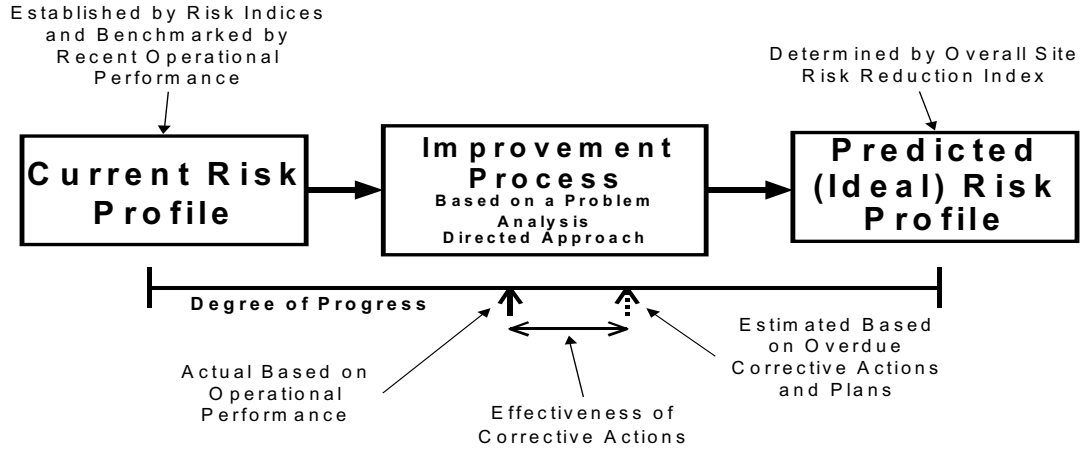 Established by Risk Indices
and Benchmarked by
Recent Operational
Performance
Determined by Overall Site
Risk Reduction Index
Current Risk
Profile
Improvement
Process
Based on a Problem
Analysis
Directed Approach
Predicted
(Ideal) Risk
Profile
Degree of Progress
Actual Based on
Operational
Performance
Effectiveness of
Corrective Actions
Estimated Based
on Overdue
Corrective Actions
and Plans